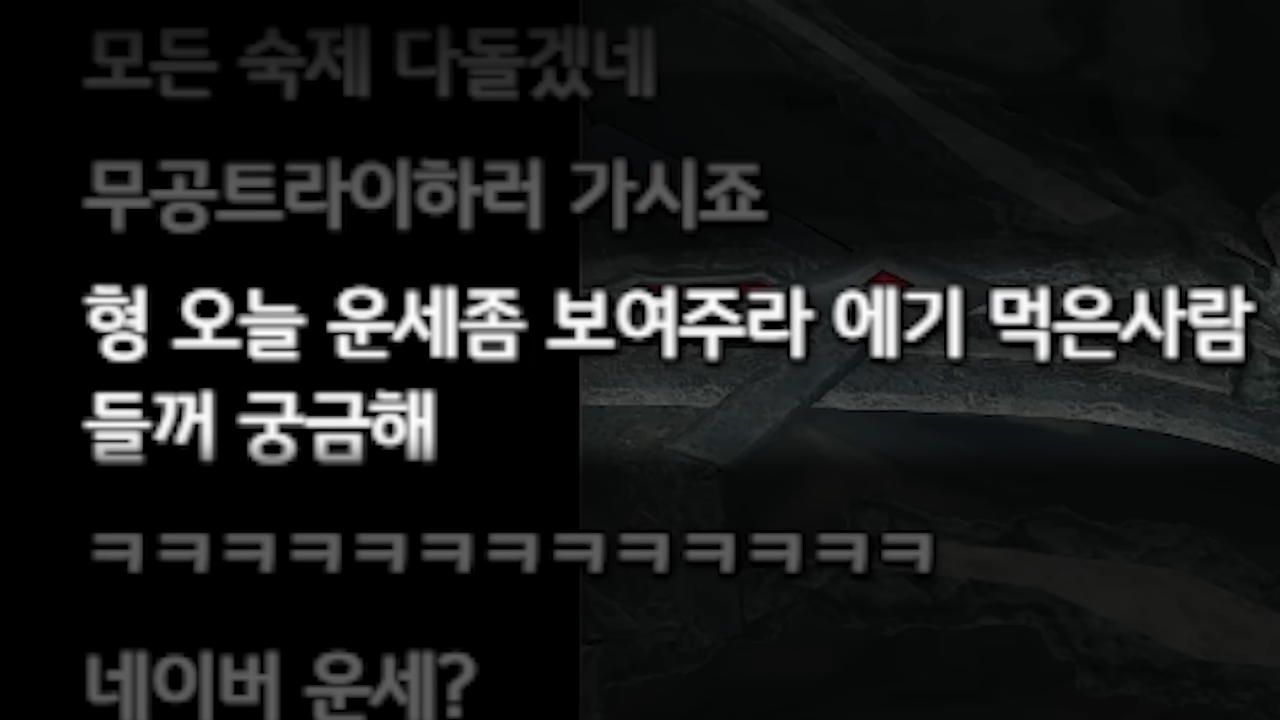 모든 숙제 다돌겠네
무공트라이하러 가시죠
형 오늘 운세좀 보여주라 에기 먹은사람
들꺼 궁금해
ㅋㅋㅋㅋㅋㅋㅋㅋㅋㅋㅋㅋㅋ
네이버 운세?